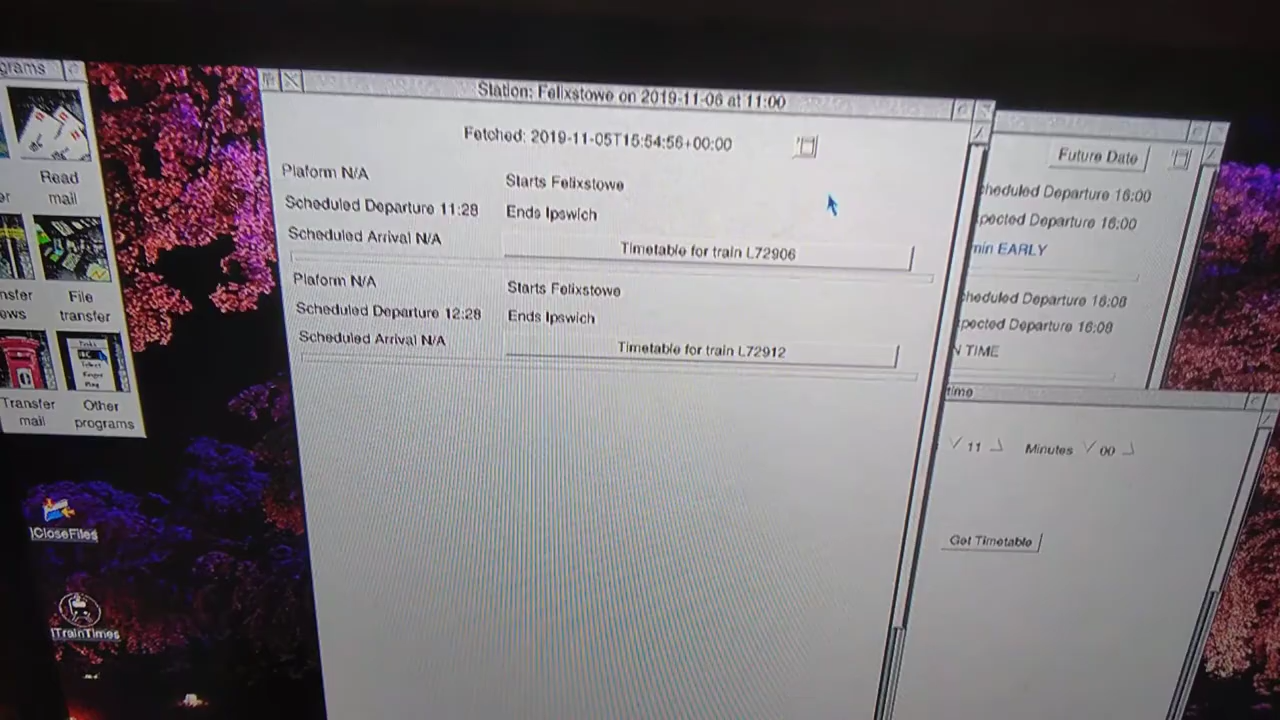 grams
Read
mail
er
nsfer
ews
File
transfer
Transfer
mail
Other
programs
!CloseFiles
!TrainTimes
Station: Felixstowe on 2019-11-06 at 11:00
Fetched: 2019-11-05T15:54:56+00:00
Plaform N/A
Starts Felixstowe
Scheduled Departure 11:28
Ends Ipswich
Scheduled Arrival N/A
Timetable for train L72906
Plaform N/A
Starts Felixstowe
Scheduled Departure 12:28
Ends Ipswich
Scheduled Arrival N/A
Timetable for train L72912
Future Date
cheduled Departure 16:00
pected Departure 16:00
min EARLY
cheduled Departure 16:08
xpected Departure 16:08
N TIME
time
11 Minutes 00
Get Timetable